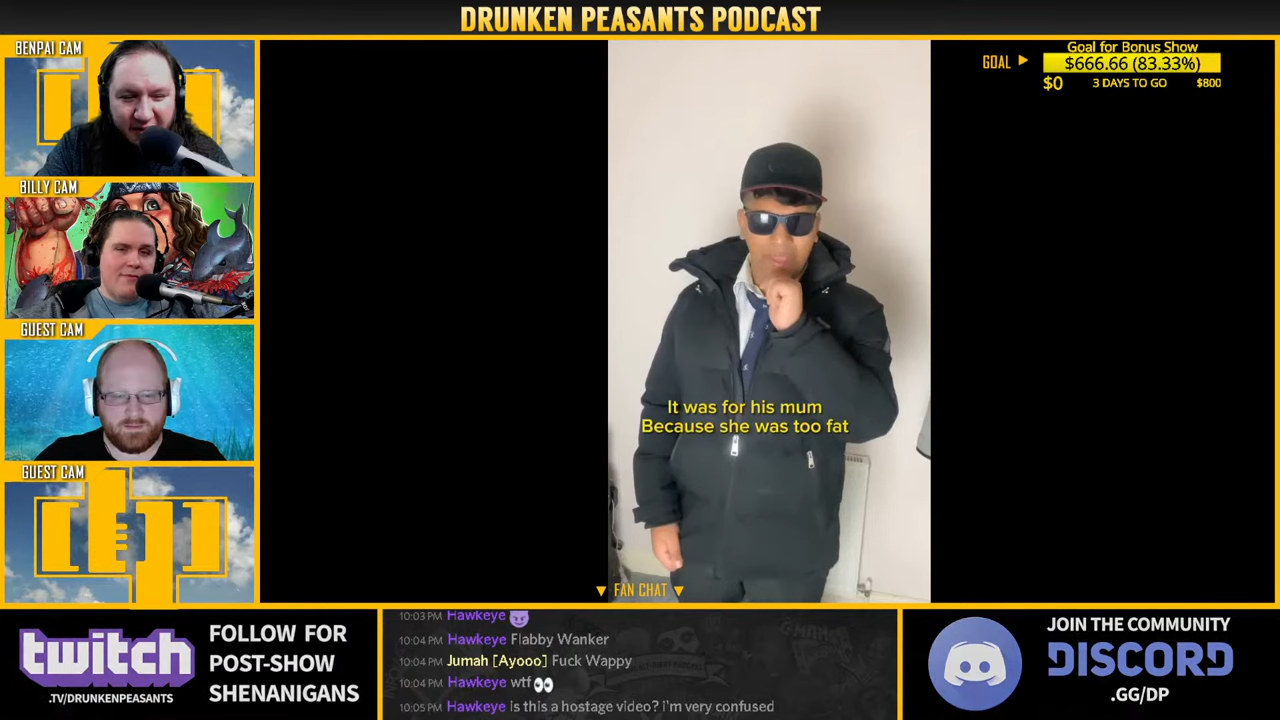 DRUNKEN PEASANTS PODCAST
BENPAI CAM
BILLY CAM
GUEST CAM
GUEST CAM
GOAL ▶
Goal for Bonus Show
$666.66 (83.33%)
$0 3 DAYS TO GO $800
It was for his mum
Because she was too fat
▼ FAN CHAT ▼
twitch
.TV/DRUNKENPEASANTS
FOLLOW FOR
POST-SHOW
SHENANIGANS
10:03 PM Hawkeye 😈
10:04 PM Hawkeye Flabby Wanker
10:04 PM Jumah [Ayooo] Fuck Wappy
10:04 PM Hawkeye wtf 👀
10:05 PM Hawkeye is this a hostage video? i'm very confused
JOIN THE COMMUNITY
DISCORD
.GG/DP